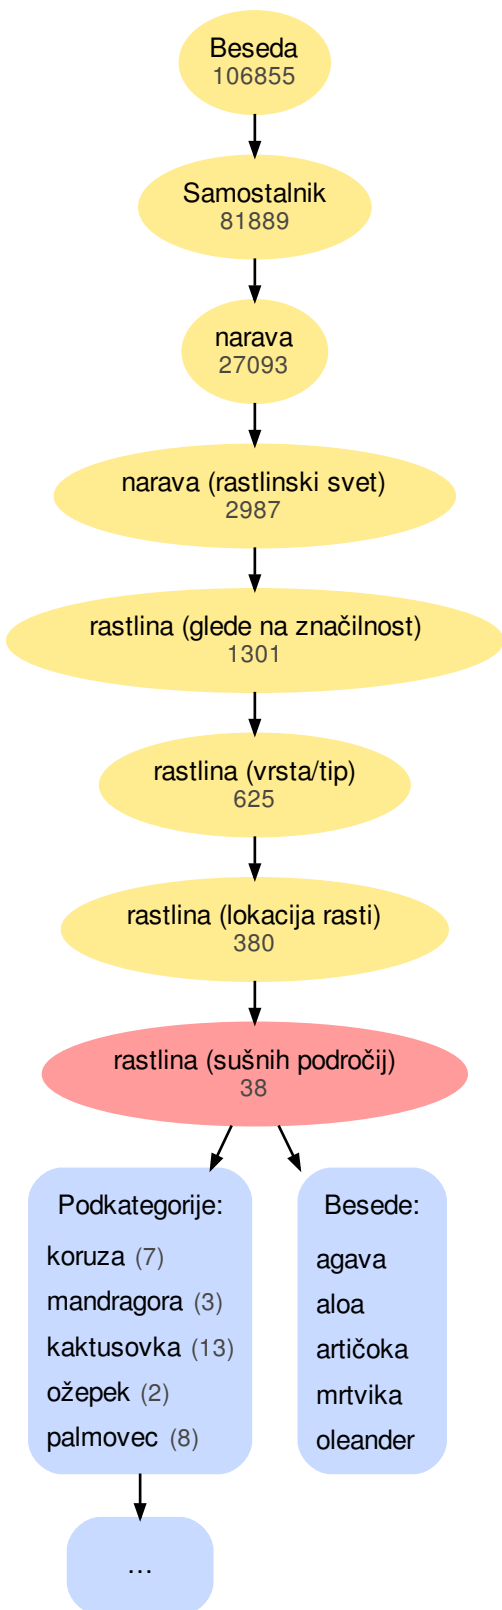 Beseda
106855
Samostalnik
81889
narava
27093
narava (rastlinski svet)
2987
rastlina (glede na značilnost)
1301
rastlina (vrsta/tip)
625
rastlina (lokacija rasti)
380
rastlina (sušnih področij)
38
Podkategorije:
koruza (7)
mandragora (3)
kaktusovka (13)
ožepek (2)
palmovec (8)
Besede:
agava
aloa
artičoka
mrtvika
oleander
...